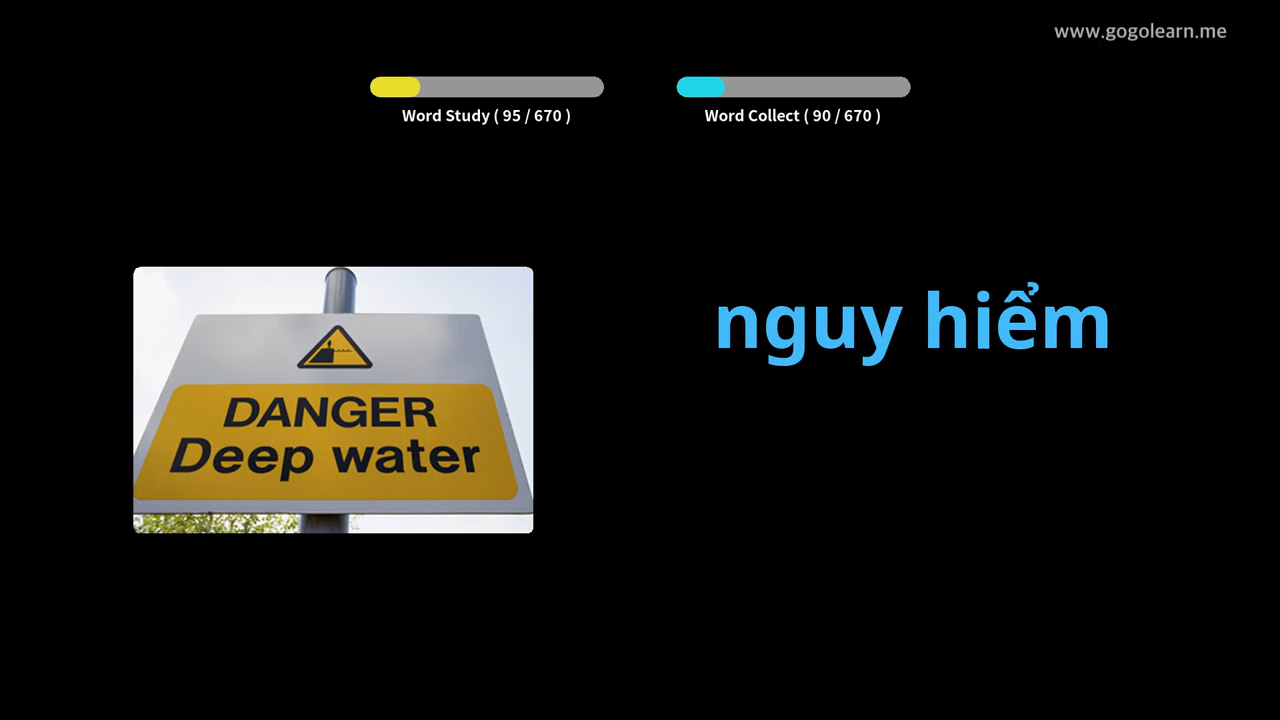 www.gogolearn.me
Word Study ( 95 / 670 )
Word Collect ( 90 / 670 )
DANGER
Deep water
nguy hiểm